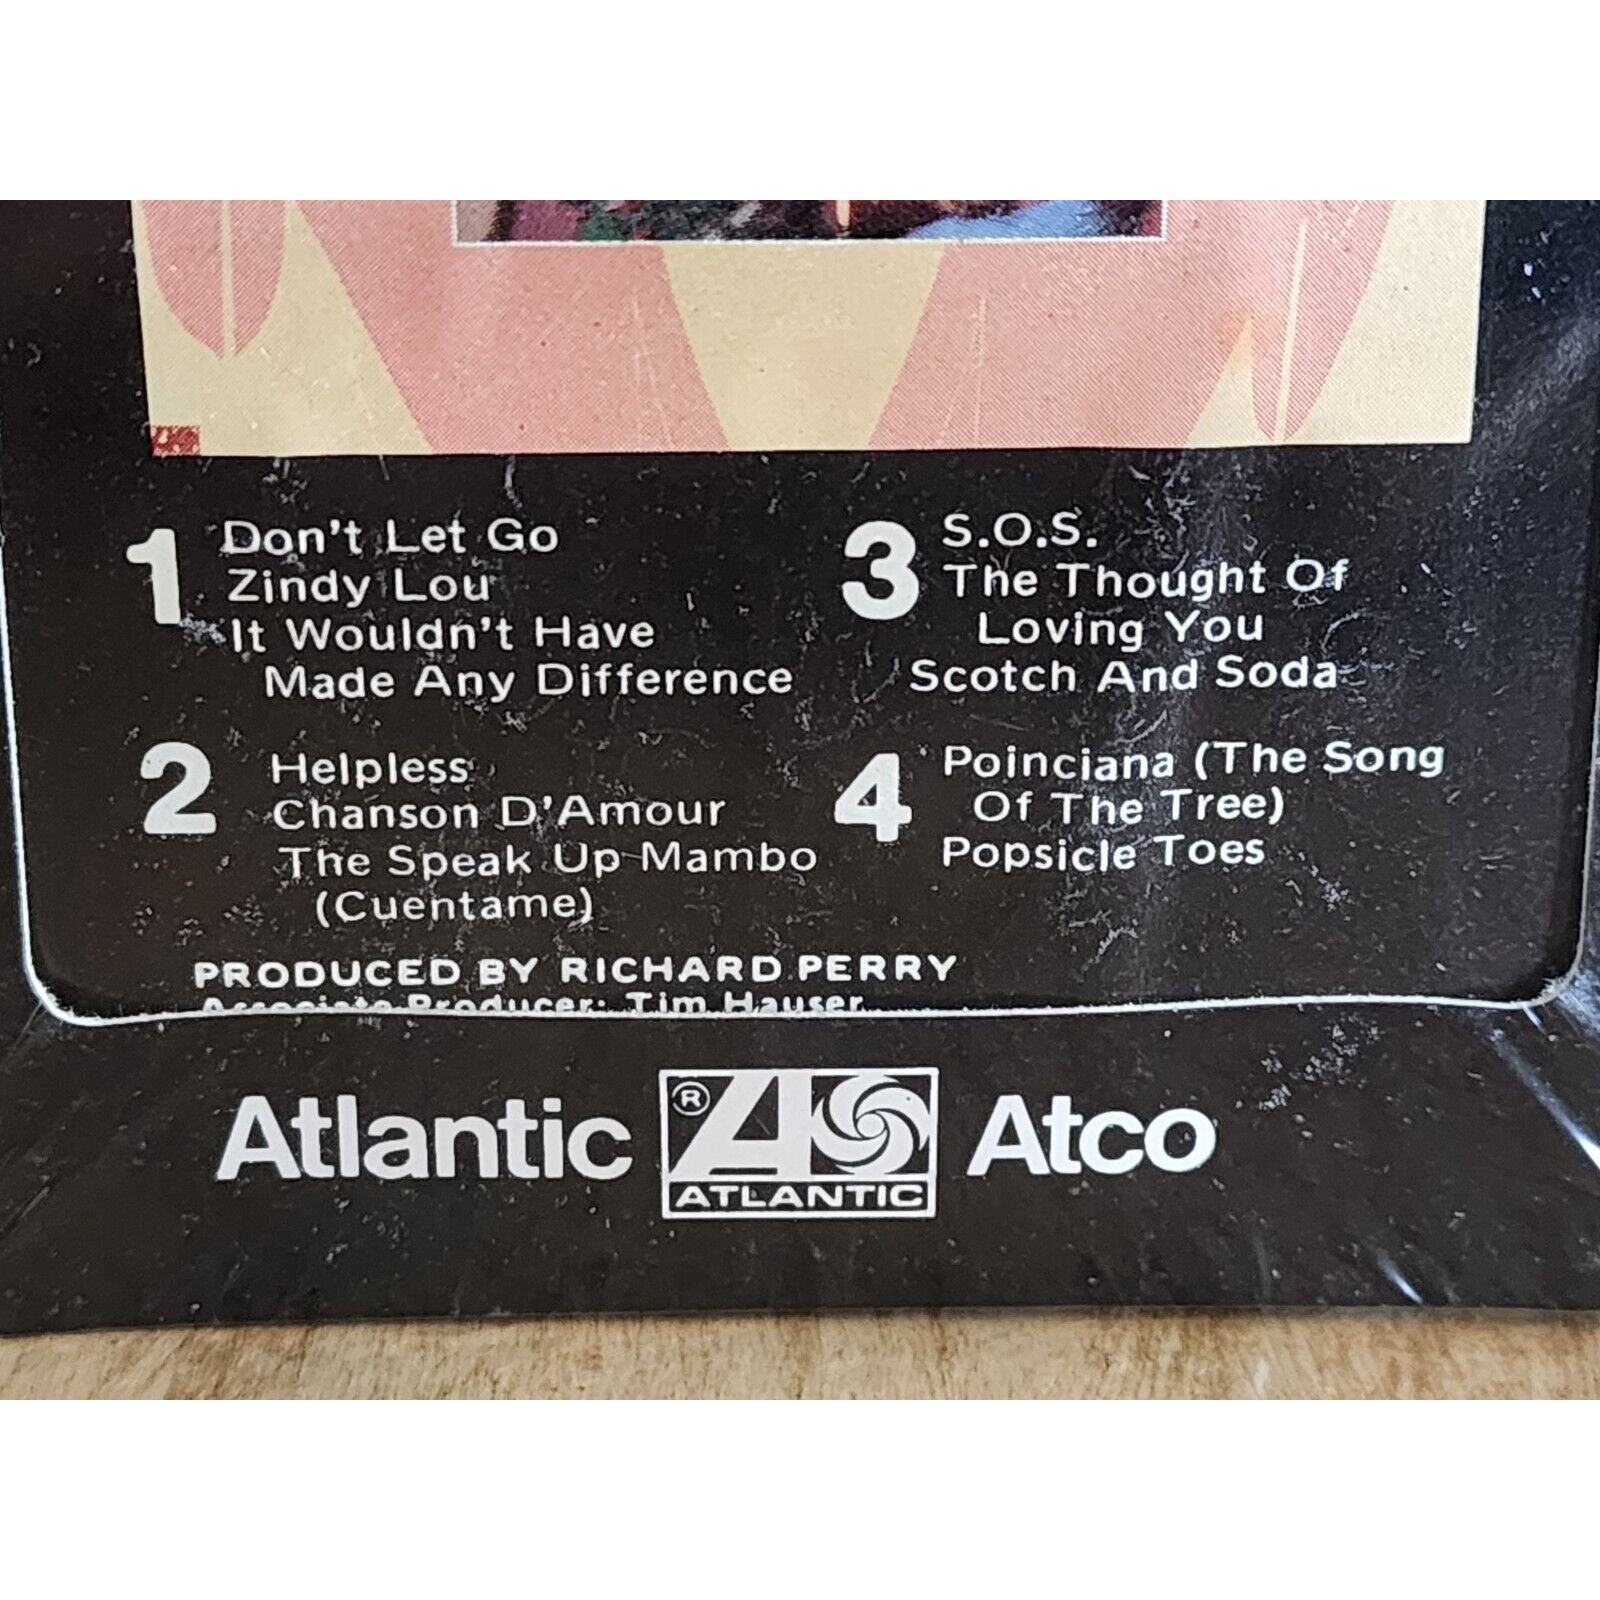 1 Don't Let Go
Zindy Lou
It Wouldn't Have
Made Any Difference
2 Helpless
Chanson D'Amour
The Speak Up Mambo
(Cuentame)
3 S.O.S.
The Thought Of
Loving You
Scotch And Soda
4 Poinciana (The Song
Of The Tree)
Popsicle Toes
PRODUCED BY RICHARD PERRY
Associate Producer: Tim Hauser
Atlantic ® ATLANTIC Atco